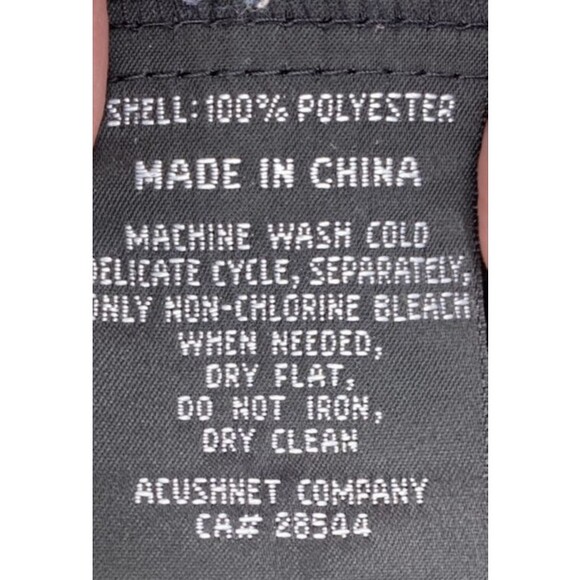 SHELL: 100% POLYESTER
MADE IN CHINA
MACHINE WASH COLD
DELICATE CYCLE, SEPARATELY,
ONLY NON-CHLORINE BLEACH
WHEN NEEDED,
DRY FLAT,
DO NOT IRON,
DRY CLEAN
ACUSHNET COMPANY
CA# 28544